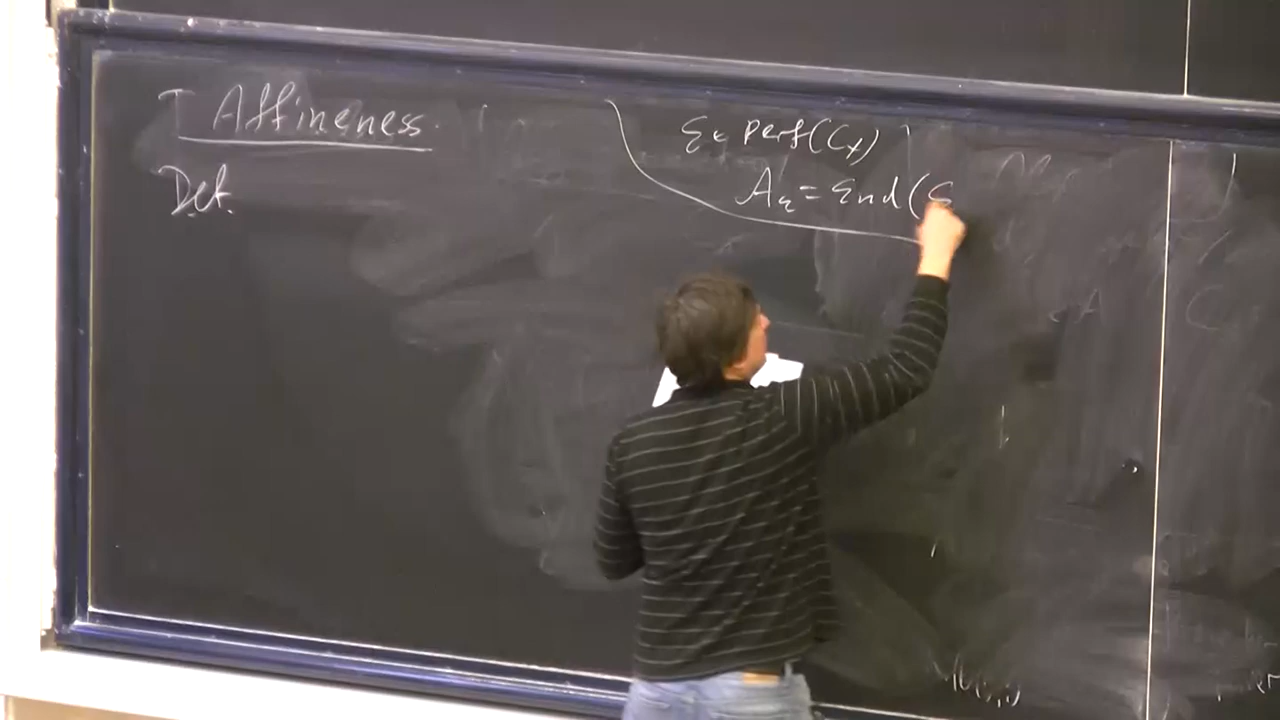 I Affineness.
Def.
ℰ ∈ Perf(C_X)
A_ℰ = End(ℰ